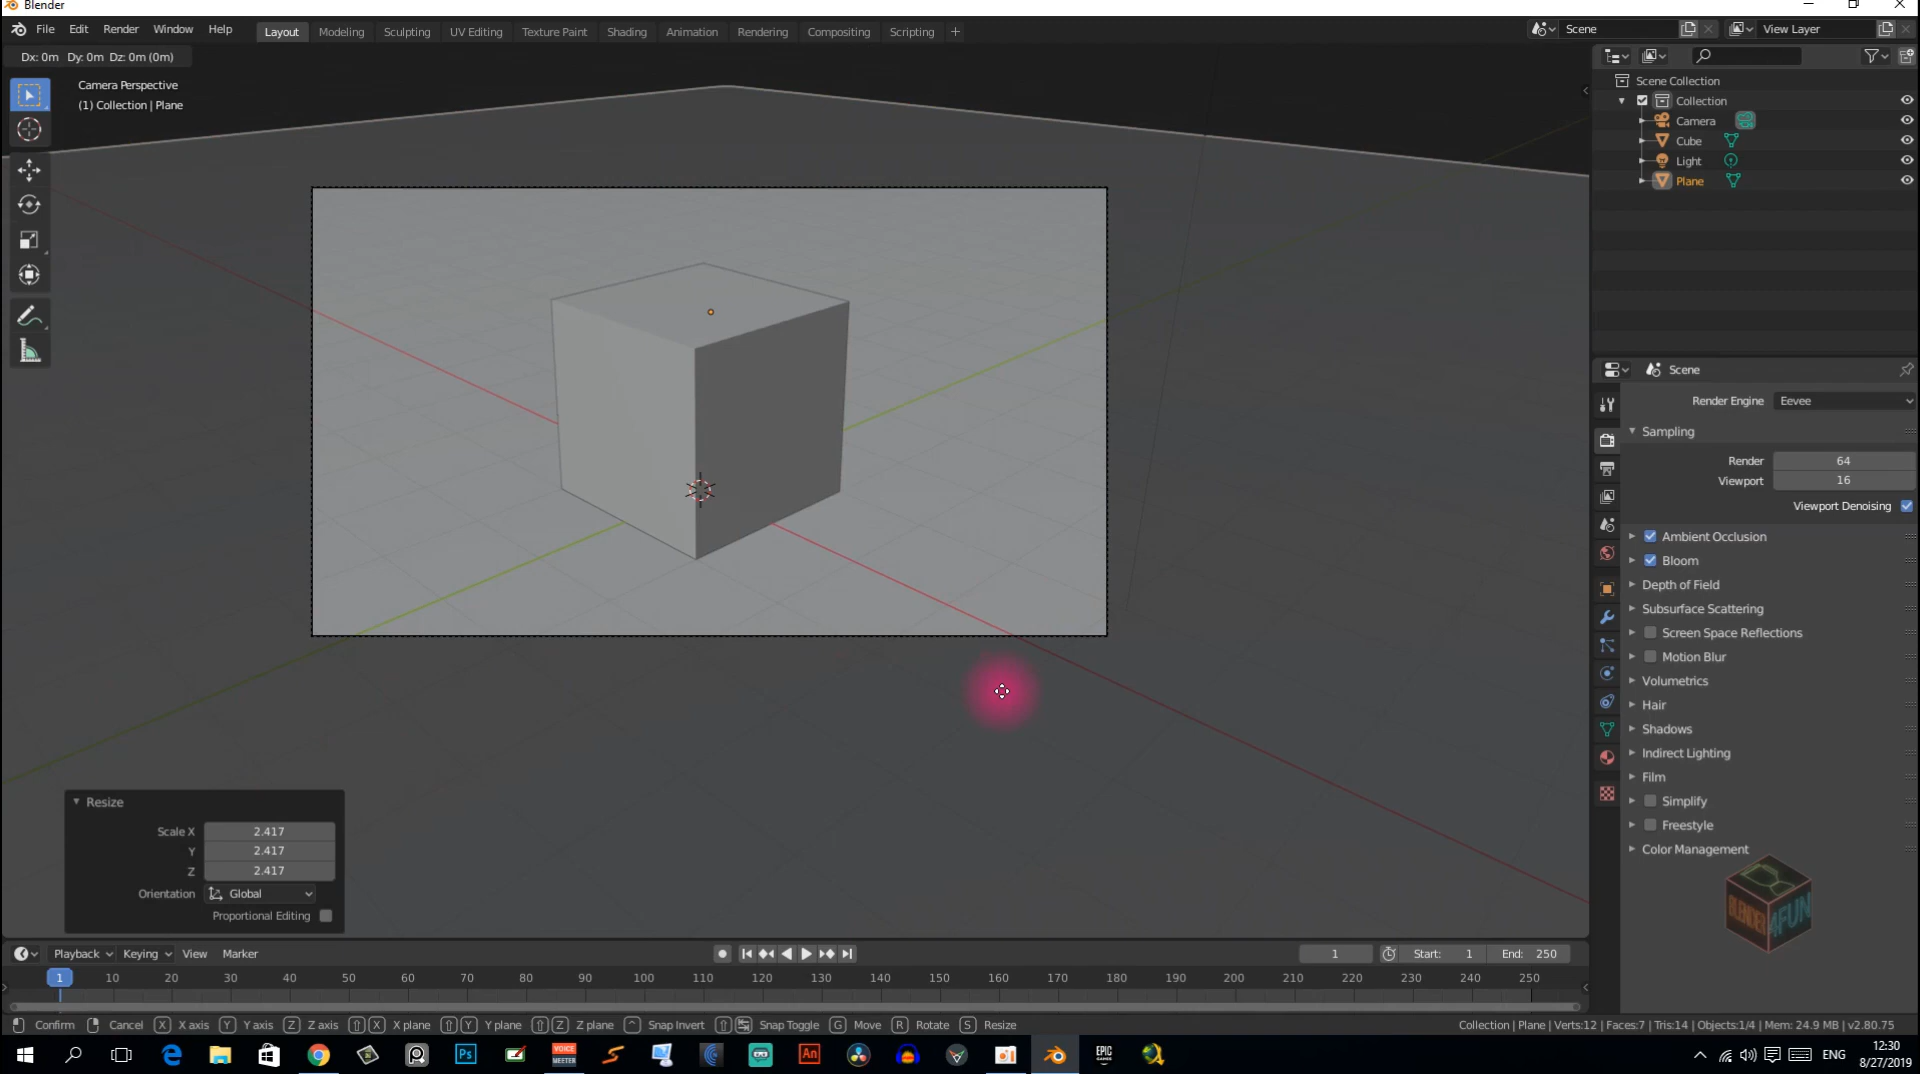 Blender
File Edit Render Window Help Layout Modeling Sculpting UV Editing Texture Paint Shading Animation Rendering Compositing Scripting + Scene View Layer
Dx: 0m Dy: 0m Dz: 0m (0m)
Camera Perspective
(1) Collection | Plane
Scene Collection
Collection
Camera
Cube
Light
Plane
Scene
Render Engine Eevee
Sampling
Render 64
Viewport 16
Viewport Denoising
Ambient Occlusion
Bloom
Depth of Field
Subsurface Scattering
Screen Space Reflections
Motion Blur
Volumetrics
Hair
Shadows
Indirect Lighting
Film
Simplify
Freestyle
Color Management
BLENDER 4FUN
Resize
Scale X 2.417
Y 2.417
Z 2.417
Orientation Global
Proportional Editing
Playback Keying View Marker 1 Start: 1 End: 250
1 10 20 30 40 50 60 70 80 90 100 110 120 130 140 150 160 170 180 190 200 210 220 230 240 250
Confirm Cancel X X axis Y Y axis Z Z axis X X plane Y Y plane Z Z plane Snap Invert Snap Toggle G Move R Rotate S Resize Collection | Plane | Verts:12 | Faces:7 | Tris:14 | Objects:1/4 | Mem: 24.9 MB | v2.80.75
Ps VOICE MEETER An EPIC GAMES ENG 12:30
8/27/2019